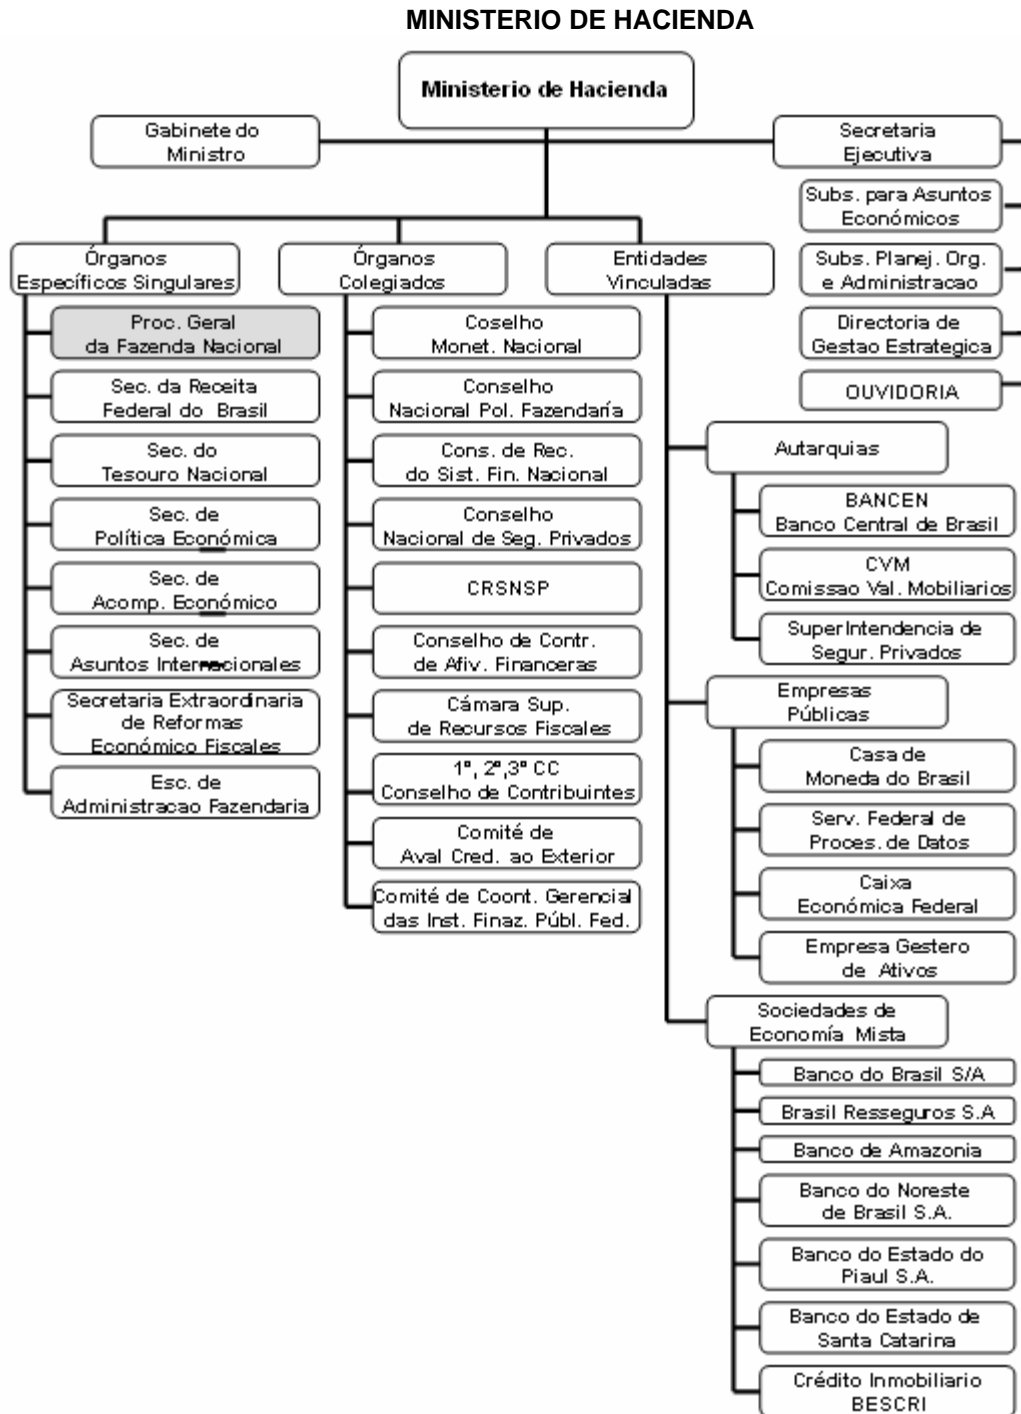 MINISTERIO DE HACIENDA
Ministerio de Hacienda
Gabinete do
Ministro
Secretaria
Ejecutiva
Subs. para Asuntos
Económicos
Subs. Planej. Org.
e Administracao
Directoria de
Gestao Estrategica
OUVIDORIA
Órganos
Específicos Singulares
Proc. Geral
da Fazenda Nacional
Sec. da Receita
Federal do Brasil
Sec. do
Tesouro Nacional
Sec. de
Política Económica
Sec. de
Acomp. Económico
Sec. de
Asuntos Internacionales
Secretaria Extraordinaria
de Reformas
Económico Fiscales
Esc. de
Administracao Fazendaria
Órganos
Colegiados
Coselho
Monet. Nacional
Conselho
Nacional Pol. Fazendaría
Cons. de Rec.
do Sist. Fin. Nacional
Conselho
Nacional de Seg. Privados
CRSNSP
Conselho de Contr.
de Afiv. Financeras
Cámara Sup.
de Recursos Fiscales
1º, 2º,3º CC
Conselho de Contribuintes
Comité de
Aval Cred. ao Exterior
Comité de Coont. Gerencial
das Inst. Finaz. Públ. Fed.
Entidades
Vinculadas
Autarquias
BANCEN
Banco Central de Brasil
CVM
Comissao Val. Mobiliarios
SuperIntendencia de
Segur. Privados
Empresas
Públicas
Casa de
Moneda do Brasil
Serv. Federal de
Proces. de Datos
Caixa
Económica Federal
Empresa Gestero
de Ativos
Sociedades de
Economía Mista
Banco do Brasil S/A
Brasil Resseguros S.A
Banco de Amazonia
Banco do Noreste
de Brasil S.A.
Banco do Estado do
Piaul S.A.
Banco do Estado de
Santa Catarina
Crédito Inmobiliario
BESCRI